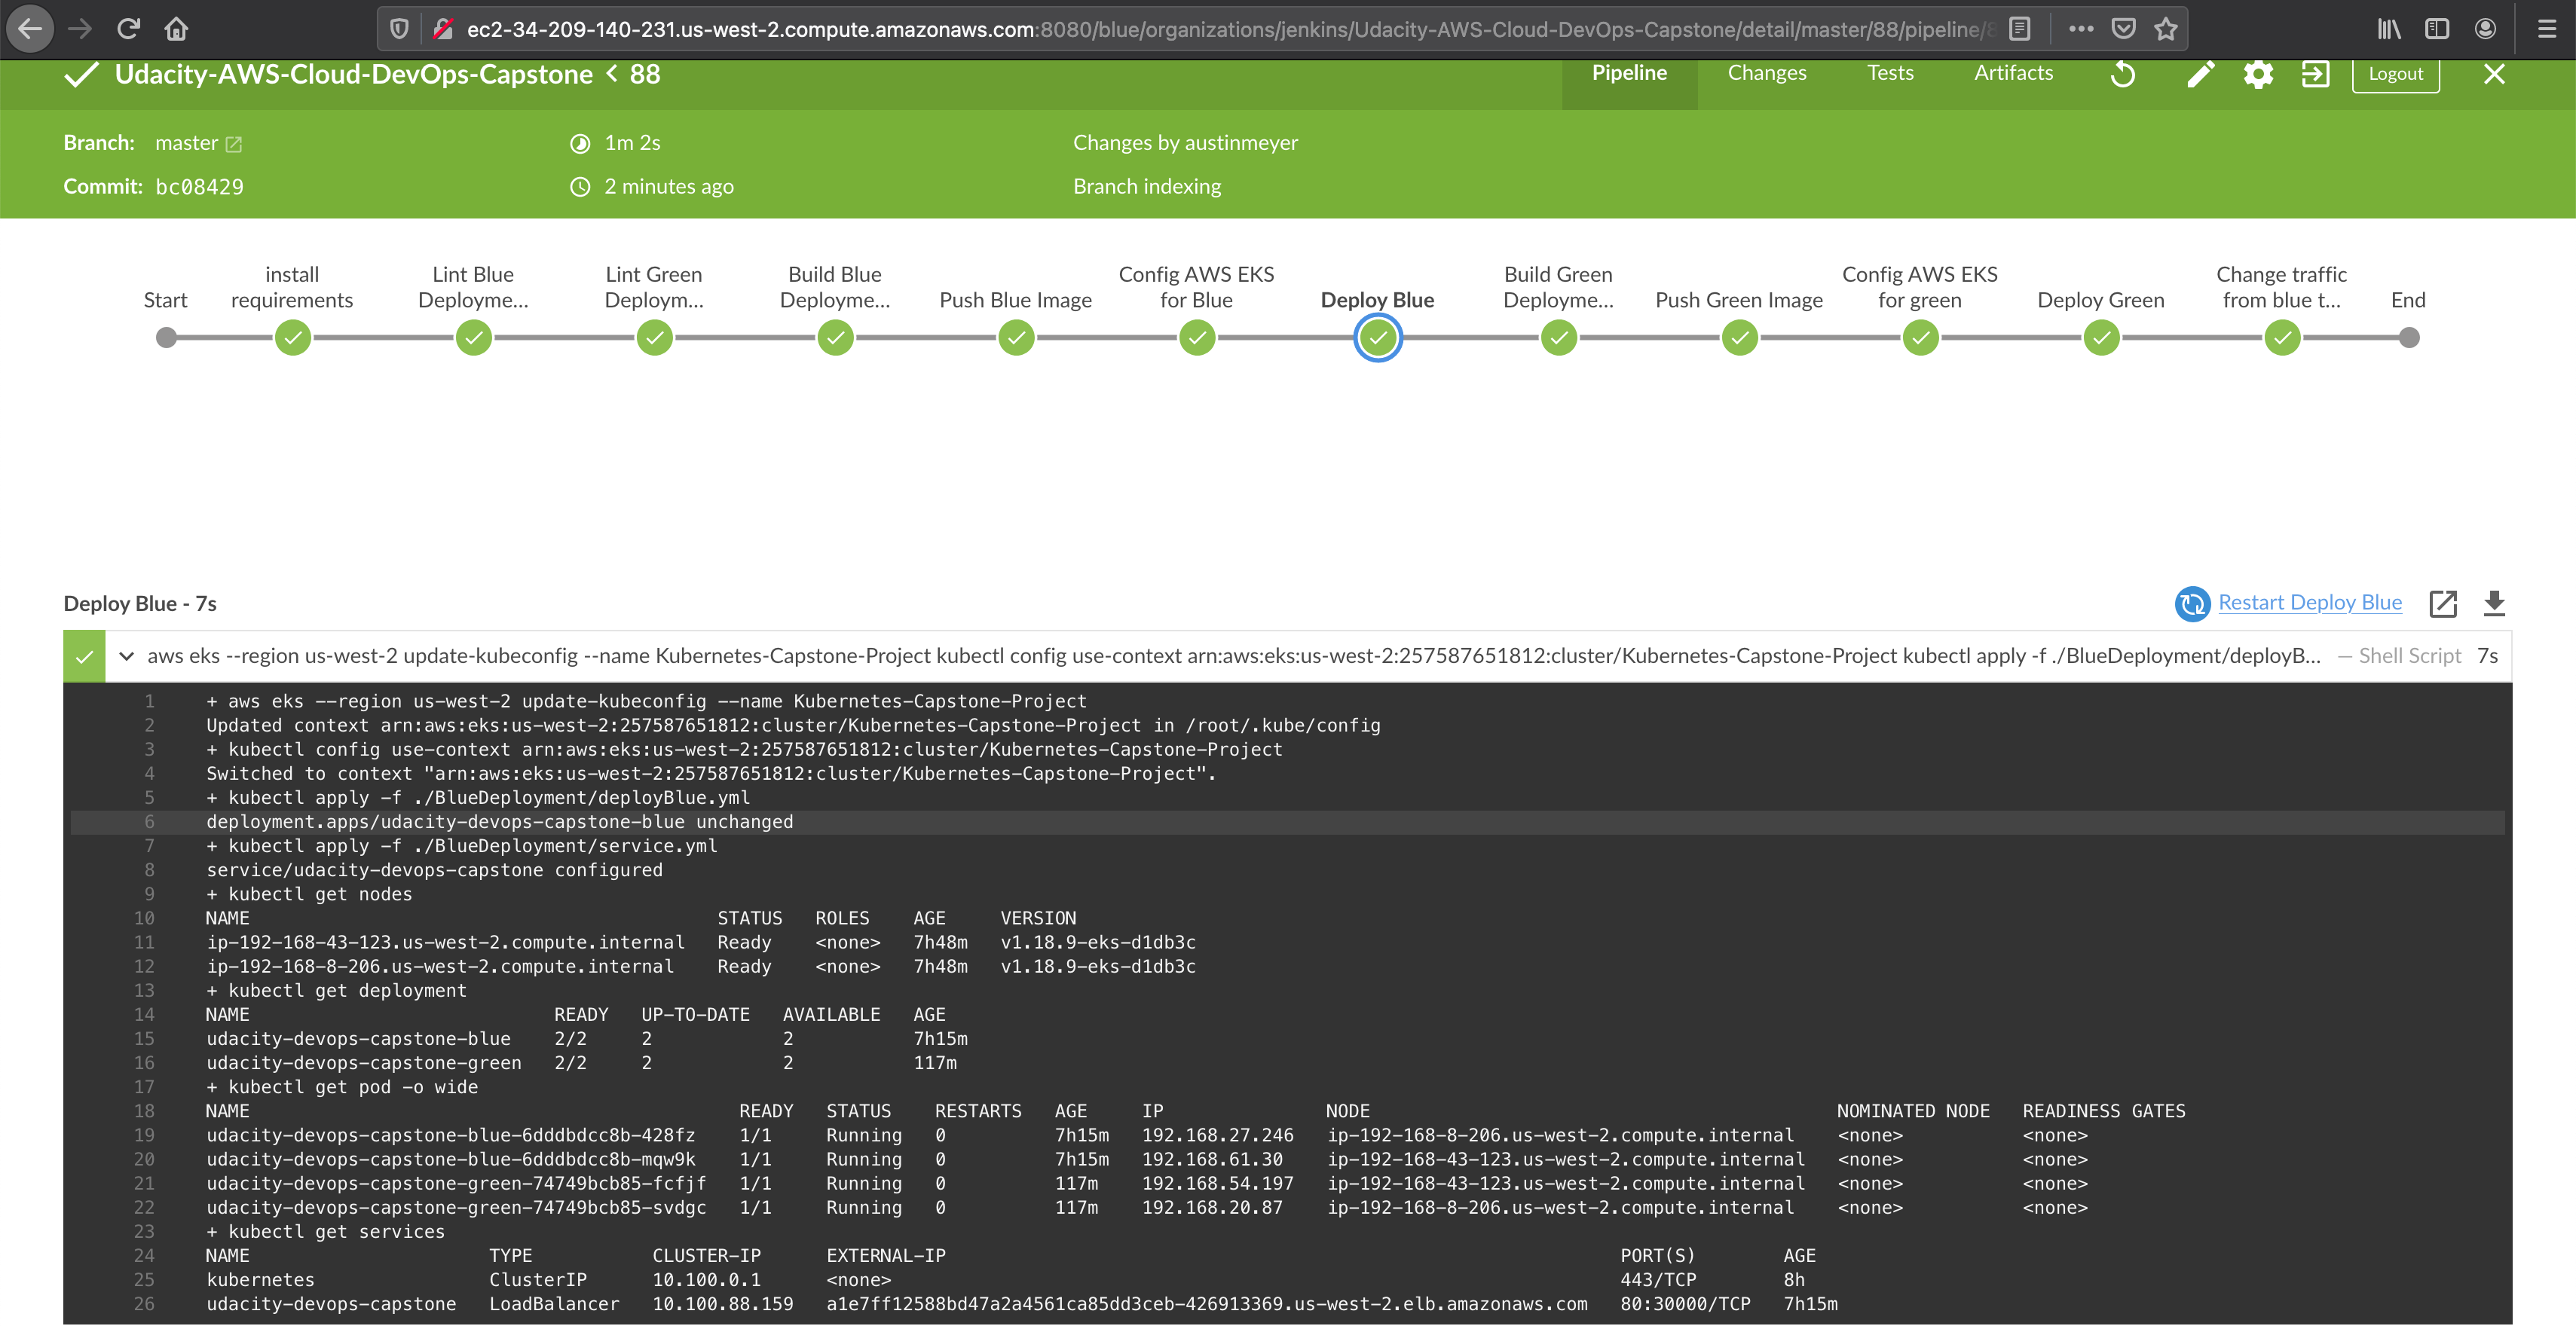 ec2-34-209-140-231.us-west-2.compute.amazonaws.com:8080/blue/organizations/jenkins/Udacity-AWS-Cloud-DevOps-Capstone/detail/master/88/pipeline/
Udacity-AWS-Cloud-DevOps-Capstone < 88
Pipeline Changes Tests Artifacts Logout
Branch: master 1m 2s Changes by austinmeyer
Commit: bc08429 2 minutes ago Branch indexing
Start
install requirements
Lint Blue Deployme...
Lint Green Deploym...
Build Blue Deployme...
Push Blue Image
Config AWS EKS for Blue
Deploy Blue
Build Green Deployme...
Push Green Image
Config AWS EKS for green
Deploy Green
Change traffic from blue t...
End
Deploy Blue - 7s Restart Deploy Blue
aws eks --region us-west-2 update-kubeconfig --name Kubernetes-Capstone-Project kubectl config use-context arn:aws:eks:us-west-2:257587651812:cluster/Kubernetes-Capstone-Project kubectl apply -f ./BlueDeployment/deployB... — Shell Script 7s
1 + aws eks --region us-west-2 update-kubeconfig --name Kubernetes-Capstone-Project
2 Updated context arn:aws:eks:us-west-2:257587651812:cluster/Kubernetes-Capstone-Project in /root/.kube/config
3 + kubectl config use-context arn:aws:eks:us-west-2:257587651812:cluster/Kubernetes-Capstone-Project
4 Switched to context "arn:aws:eks:us-west-2:257587651812:cluster/Kubernetes-Capstone-Project".
5 + kubectl apply -f ./BlueDeployment/deployBlue.yml
6 deployment.apps/udacity-devops-capstone-blue unchanged
7 + kubectl apply -f ./BlueDeployment/service.yml
8 service/udacity-devops-capstone configured
9 + kubectl get nodes
10 NAME STATUS ROLES AGE VERSION
11 ip-192-168-43-123.us-west-2.compute.internal Ready <none> 7h48m v1.18.9-eks-d1db3c
12 ip-192-168-8-206.us-west-2.compute.internal Ready <none> 7h48m v1.18.9-eks-d1db3c
13 + kubectl get deployment
14 NAME READY UP-TO-DATE AVAILABLE AGE
15 udacity-devops-capstone-blue 2/2 2 2 7h15m
16 udacity-devops-capstone-green 2/2 2 2 117m
17 + kubectl get pod -o wide
18 NAME READY STATUS RESTARTS AGE IP NODE NOMINATED NODE READINESS GATES
19 udacity-devops-capstone-blue-6dddbdcc8b-428fz 1/1 Running 0 7h15m 192.168.27.246 ip-192-168-8-206.us-west-2.compute.internal <none> <none>
20 udacity-devops-capstone-blue-6dddbdcc8b-mqw9k 1/1 Running 0 7h15m 192.168.61.30 ip-192-168-43-123.us-west-2.compute.internal <none> <none>
21 udacity-devops-capstone-green-74749bcb85-fcfjf 1/1 Running 0 117m 192.168.54.197 ip-192-168-43-123.us-west-2.compute.internal <none> <none>
22 udacity-devops-capstone-green-74749bcb85-svdgc 1/1 Running 0 117m 192.168.20.87 ip-192-168-8-206.us-west-2.compute.internal <none> <none>
23 + kubectl get services
24 NAME TYPE CLUSTER-IP EXTERNAL-IP PORT(S) AGE
25 kubernetes ClusterIP 10.100.0.1 <none> 443/TCP 8h
26 udacity-devops-capstone LoadBalancer 10.100.88.159 a1e7ff12588bd47a2a4561ca85dd3ceb-426913369.us-west-2.elb.amazonaws.com 80:30000/TCP 7h15m